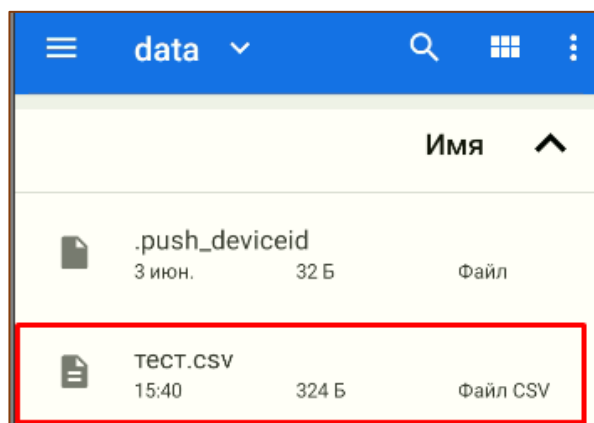 data
Имя
.push_deviceid
3 июн. 32 Б Файл
тест.csv
15:40 324 Б Файл CSV